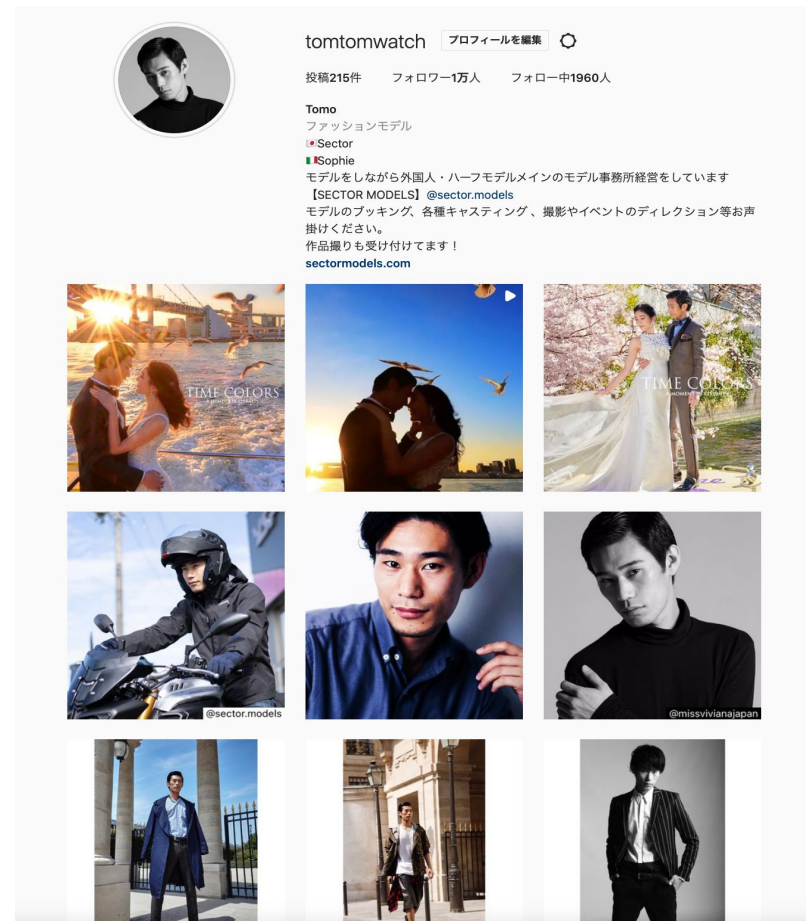 tomtomwatch プロフィールを編集
投稿215件 フォロワー1万人 フォロー中1960人
Tomo
ファッションモデル
🇯🇵Sector
🇮🇹Sophie
モデルをしながら外国人・ハーフモデルメインのモデル事務所経営をしています
【SECTOR MODELS】@sector.models
モデルのブッキング、各種キャスティング 、撮影やイベントのディレクション等お声
掛けください。
作品撮りも受け付けてます！
sectormodels.com
TIME COLORS
TIME COLORS
@sector.models
@missvivianajapan